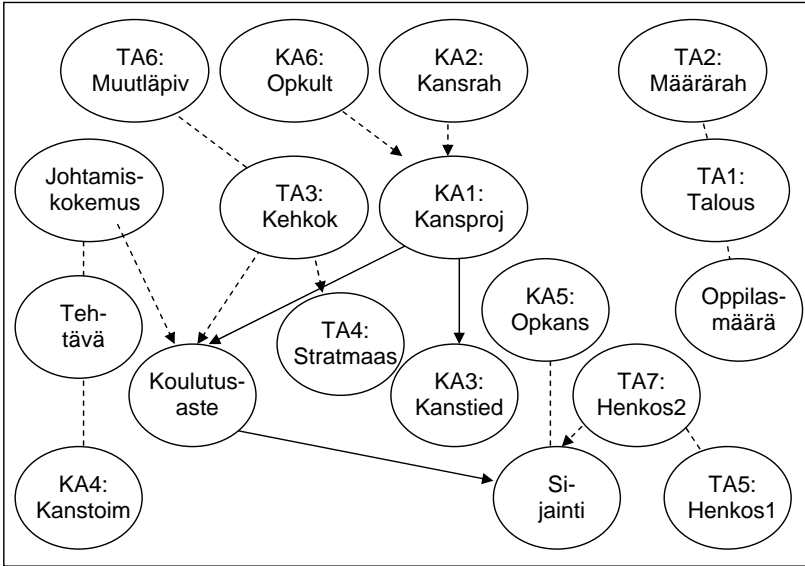 TA6:
Muutläpiv
KA6:
Opkult
KA2:
Kansrah
TA2:
Määrärah
Johtamis-
kokemus
TA3:
Kehkok
KA1:
Kansproj
TA1:
Talous
Teh-
tävä
TA4:
Stratmaas
KA5:
Opkans
Oppilas-
määrä
Koulutus-
aste
KA3:
Kanstied
TA7:
Henkos2
KA4:
Kanstoim
Si-
jainti
TA5:
Henkos1